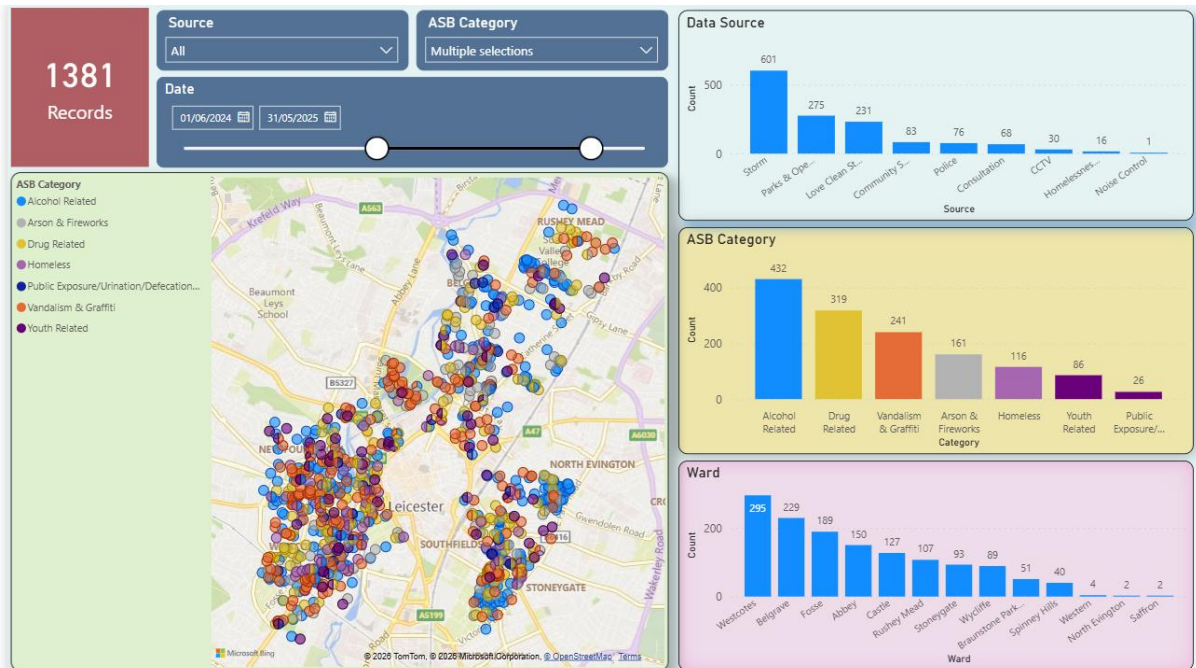 1381
Records
Source
All
ASB Category
Multiple selections
Date
01/06/2024
31/05/2025
ASB Category
Alcohol Related
Arson & Fireworks
Drug Related
Homeless
Public Exposure/Urination/Defecation...
Vandalism & Graffiti
Youth Related
Krefeld Way
A563
Beaumont Leys Lane
Abbey Lane
RUSHEY MEAD
Valley
College
Beaumont
Leys
School
Gipsy Lane
B5327
A47
A6030
NORTH EVINGTON
Leicester
Gwendolen Road
SOUTHFIELDS
STONEYGATE
Wakerley Road
A5199
Microsoft Bing
© 2026 TomTom, © 2026 Microsoft Corporation, © OpenStreetMap Terms
Data Source
Count
500
0
601
275
231
83
76
68
30
16
1
Storm
Parks & Ope...
Love Clean St...
Community S...
Police
Consultation
CCTV
Homelessnes...
Noise Control
Source
ASB Category
Count
400
200
0
432
319
241
161
116
86
26
Alcohol
Related
Drug
Related
Vandalism
& Graffiti
Arson &
Fireworks
Homeless
Youth
Related
Public
Exposure/...
Category
Ward
Count
200
0
295
229
189
150
127
107
93
89
51
40
4
2
2
Westcotes
Belgrave
Fosse
Abbey
Castle
Rushey Mead
Stoneygate
Wycliffe
Braunstone Park...
Spinney Hills
Western
North Evington
Saffron
Ward